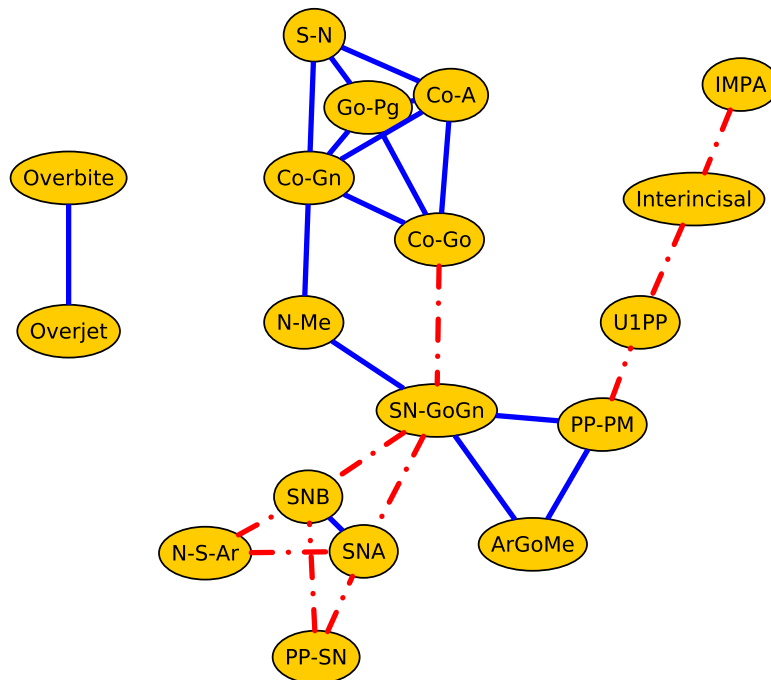 S-N
IMPA
Co-A
Go-Pg
Overbite
Co-Gn
Interincisal
Co-Go
Overjet
N-Me
U1PP
SN-GoGn
PP-PM
SNB
N-S-Ar
SNA
ArGoMe
PP-SN